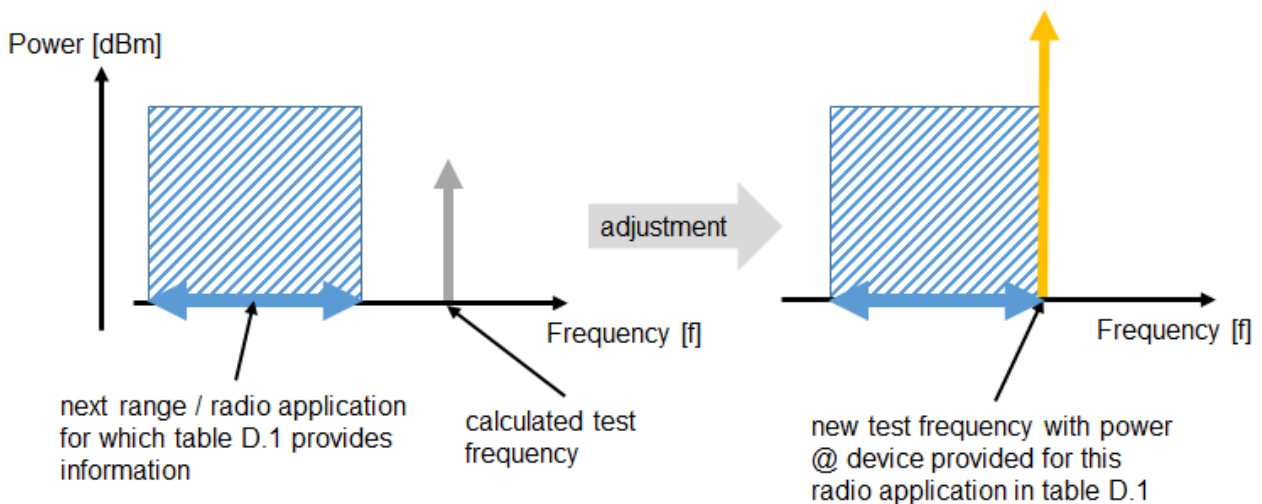 Power [dBm]
adjustment
Frequency [f]
Frequency [f]
next range / radio application
for which table D.1 provides
information
calculated test
frequency
new test frequency with power
@ device provided for this
radio application in table D.1